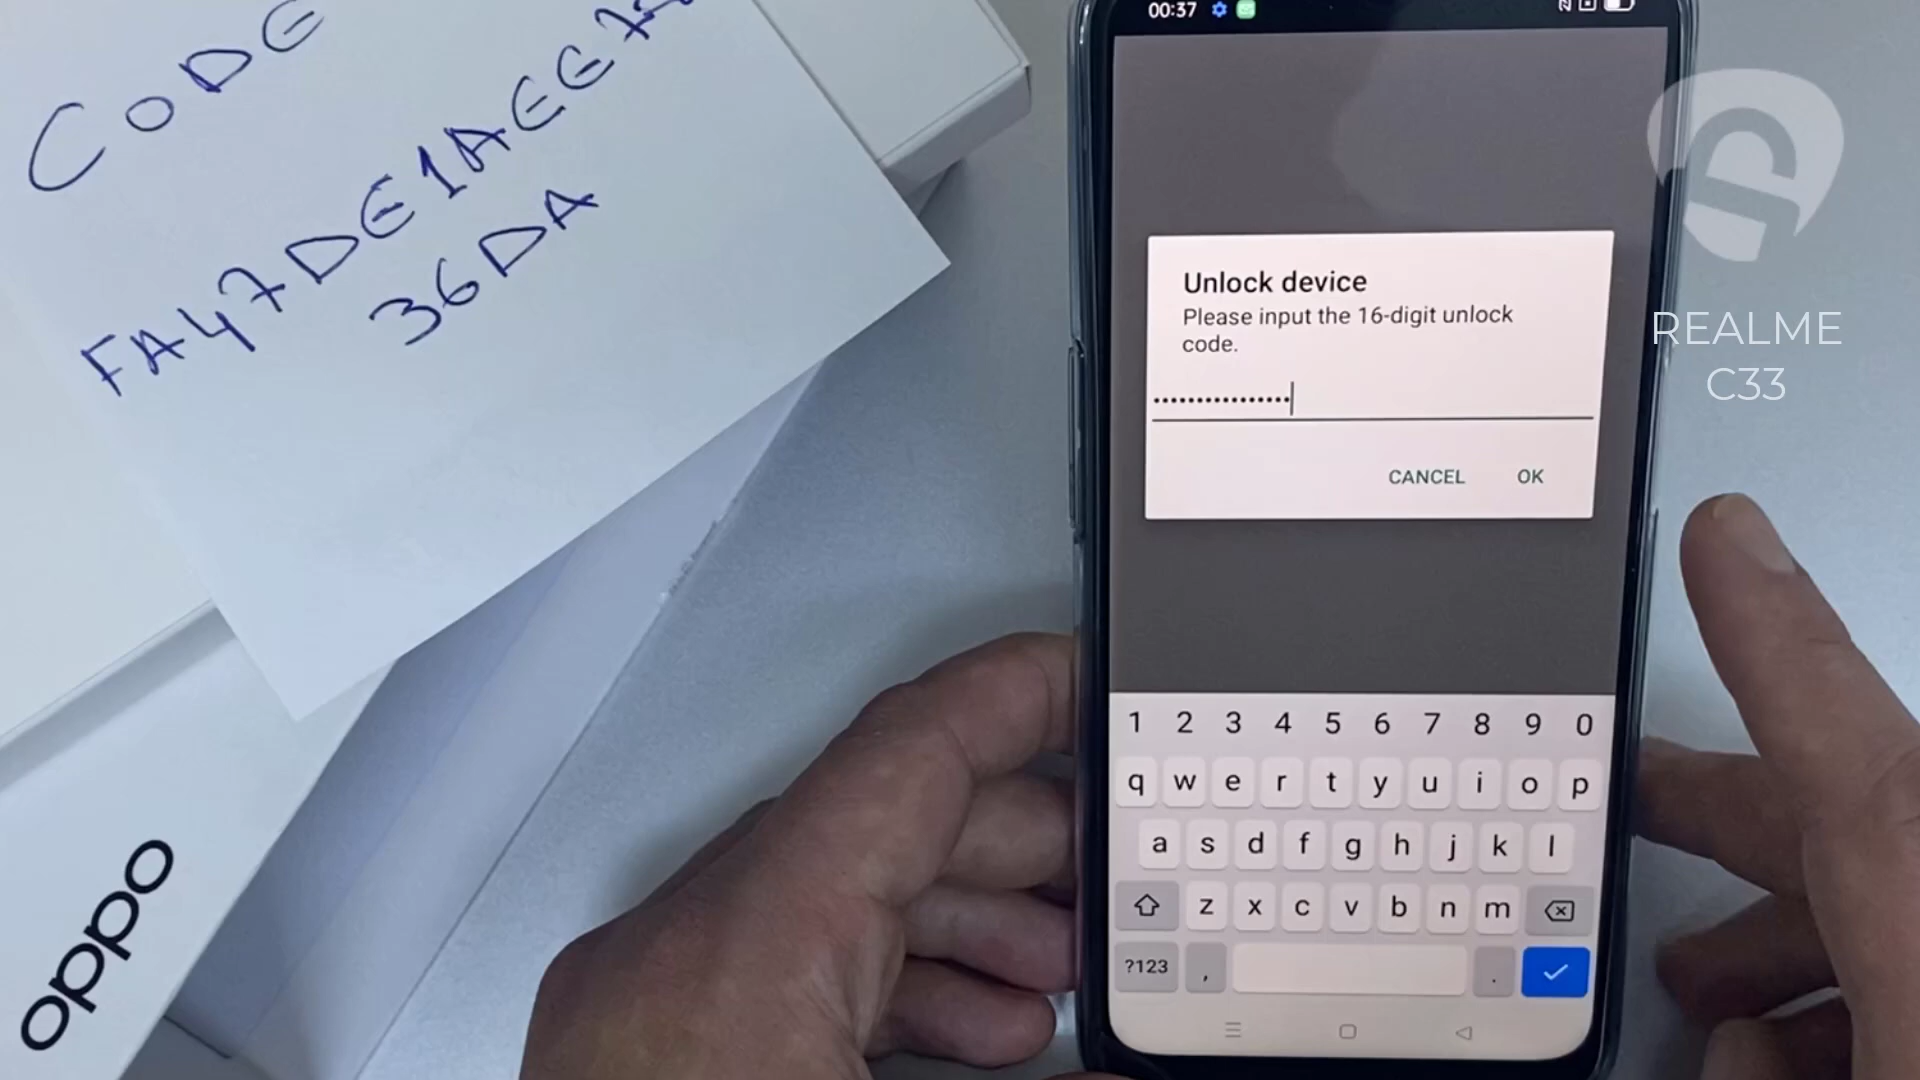 CODE
FA47DE1AEE7
36DA
oppo
00:37
Unlock device
Please input the 16-digit unlock
code.
••••••••••••••••
CANCEL OK
1 2 3 4 5 6 7 8 9 0
q w e r t y u i o p
a s d f g h j k l
z x c v b n m
?123 , .
REALME
C33